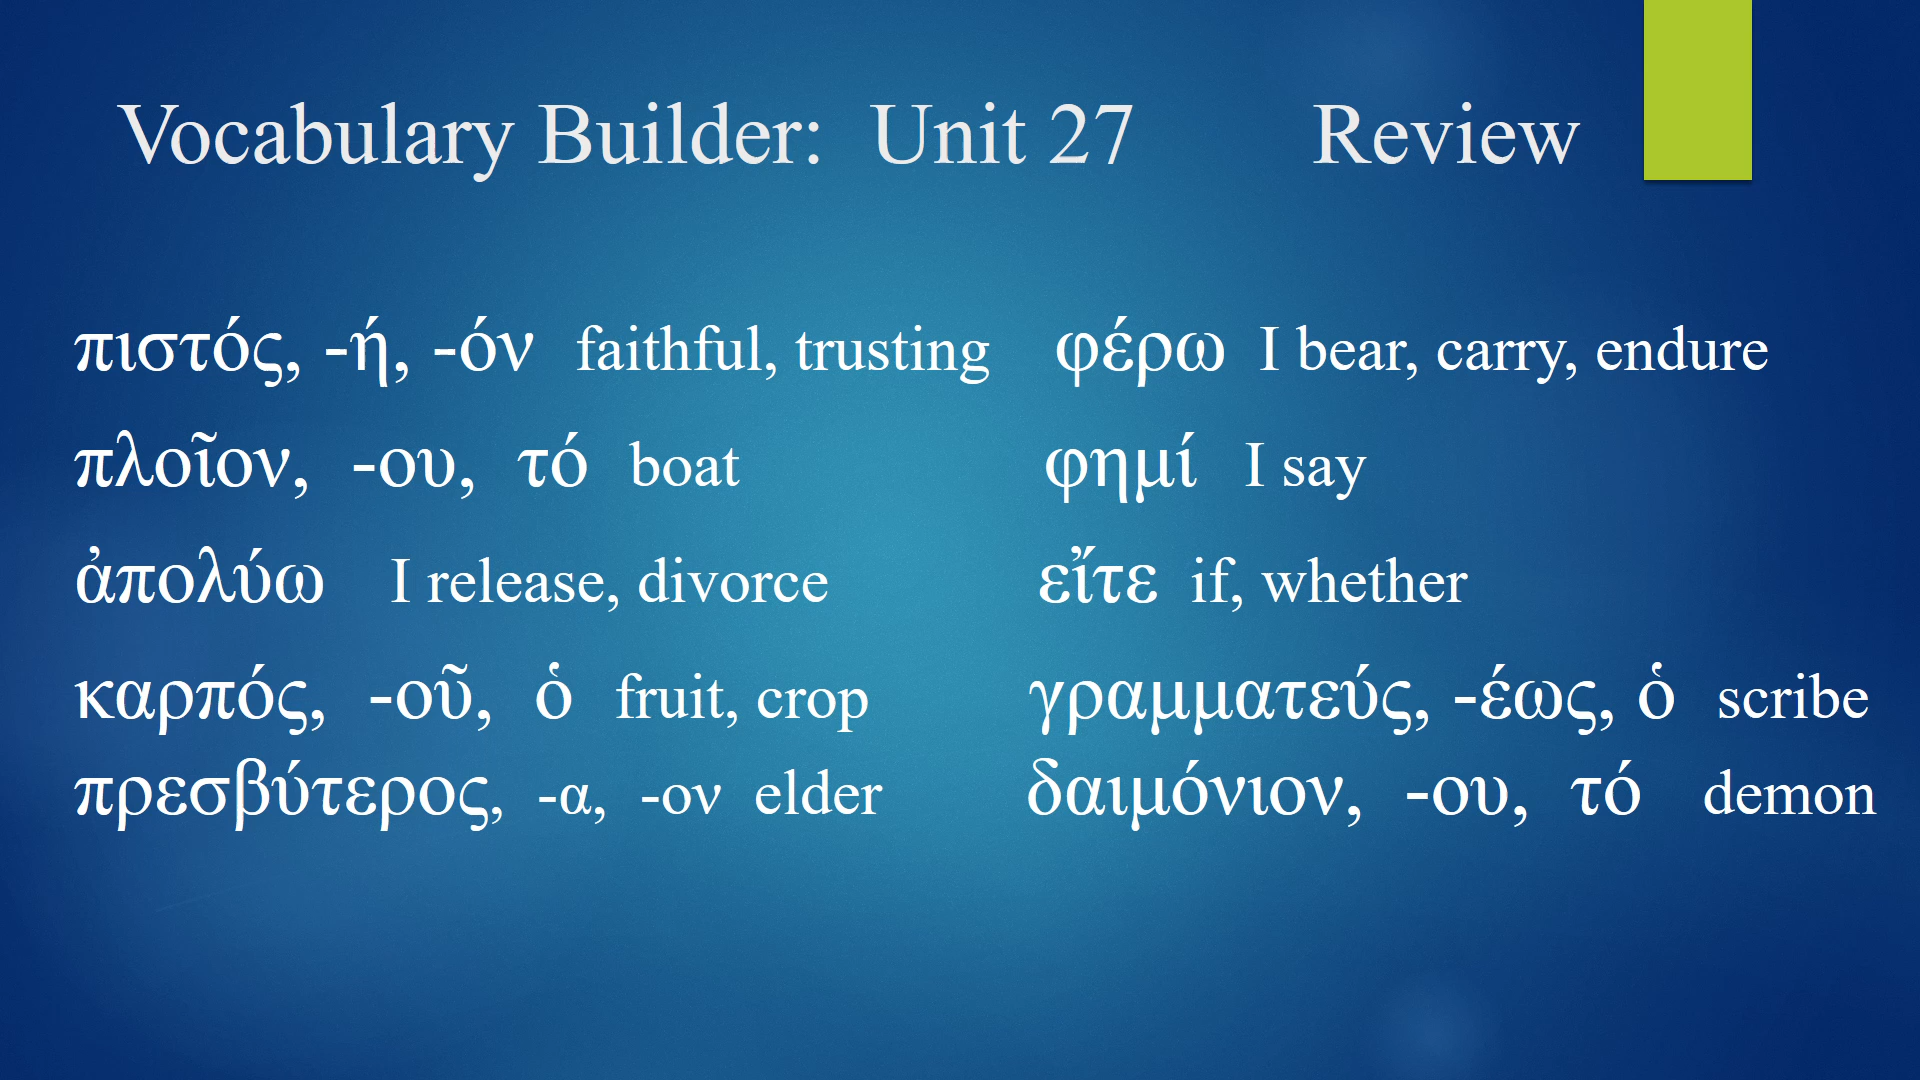 Vocabulary Builder: Unit 27 Review
πιστός, -ή, -όν faithful, trusting φέρω I bear, carry, endure
πλοῖον, -ου, τό boat φημί I say
ἀπολύω I release, divorce εἴτε if, whether
καρπός, -οῦ, ὁ fruit, crop γραμματεύς, -έως, ὁ scribe
πρεσβύτερος, -α, -ον elder δαιμόνιον, -ου, τό demon